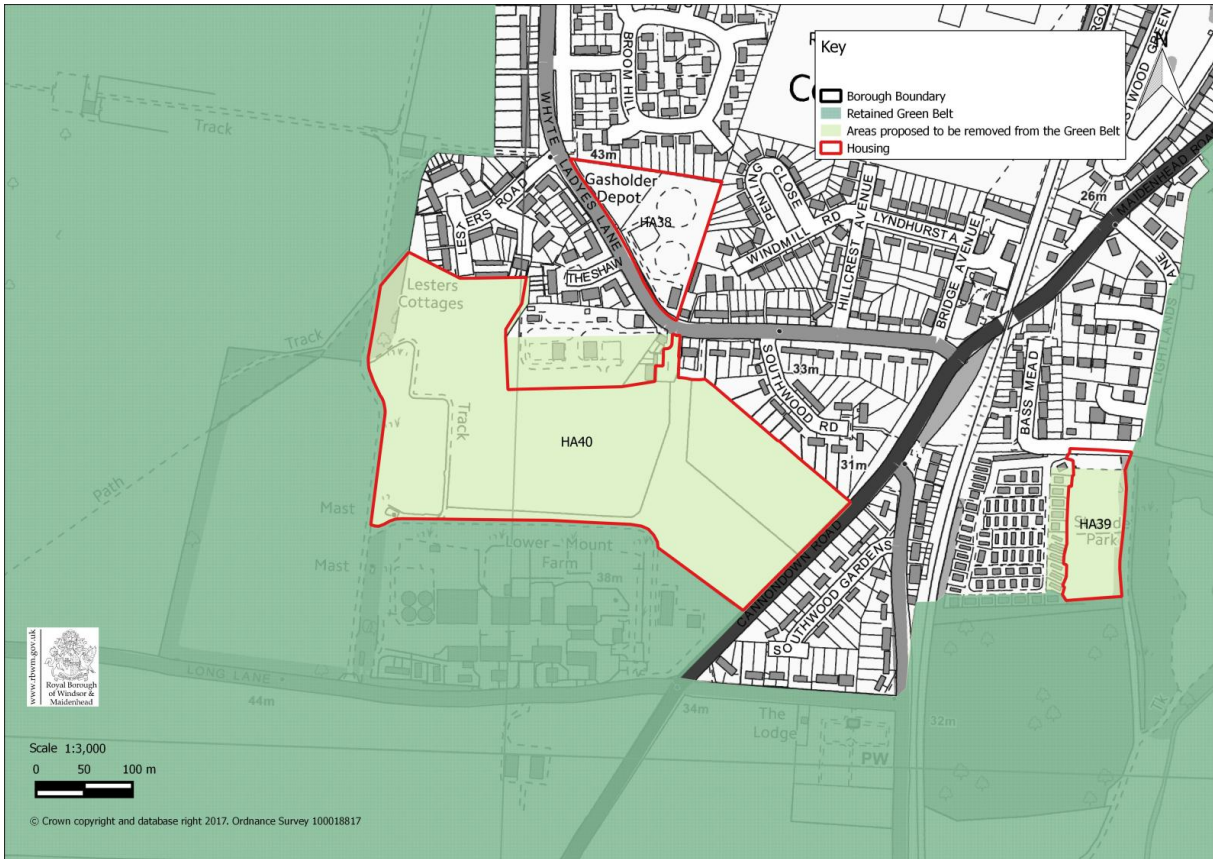 Key
Borough Boundary
Retained Green Belt
Areas proposed to be removed from the Green Belt
Housing
N
BROOM HILL
WHYTE LADYES LANE
Track
43m
Gasholder
Depot
HA38
LESTERS ROAD
THE SHAW
PENLING CLOSE
WINDMILL RD
HILLCREST AVENUE
LYNDHURST A
BRIDGE AVENUE
26m
MAIDENHEAD ROAD
Lesters
Cottages
Track
Track
SOUTHWOOD RD
33m
BASS MEAD
LIGHTLANDS
HA40
31m
Path
Mast
Mast
HA39
Park
Lower Mount
Farm
38m
CANNONDOWN ROAD
SOUTHWOOD GARDENS
LONG LANE
44m
34m
The
Lodge
PW
32m
Tk
www.rbwm.gov.uk
Royal Borough
of Windsor &
Maidenhead
Scale 1:3,000
0 50 100 m
© Crown copyright and database right 2017. Ordnance Survey 100018817